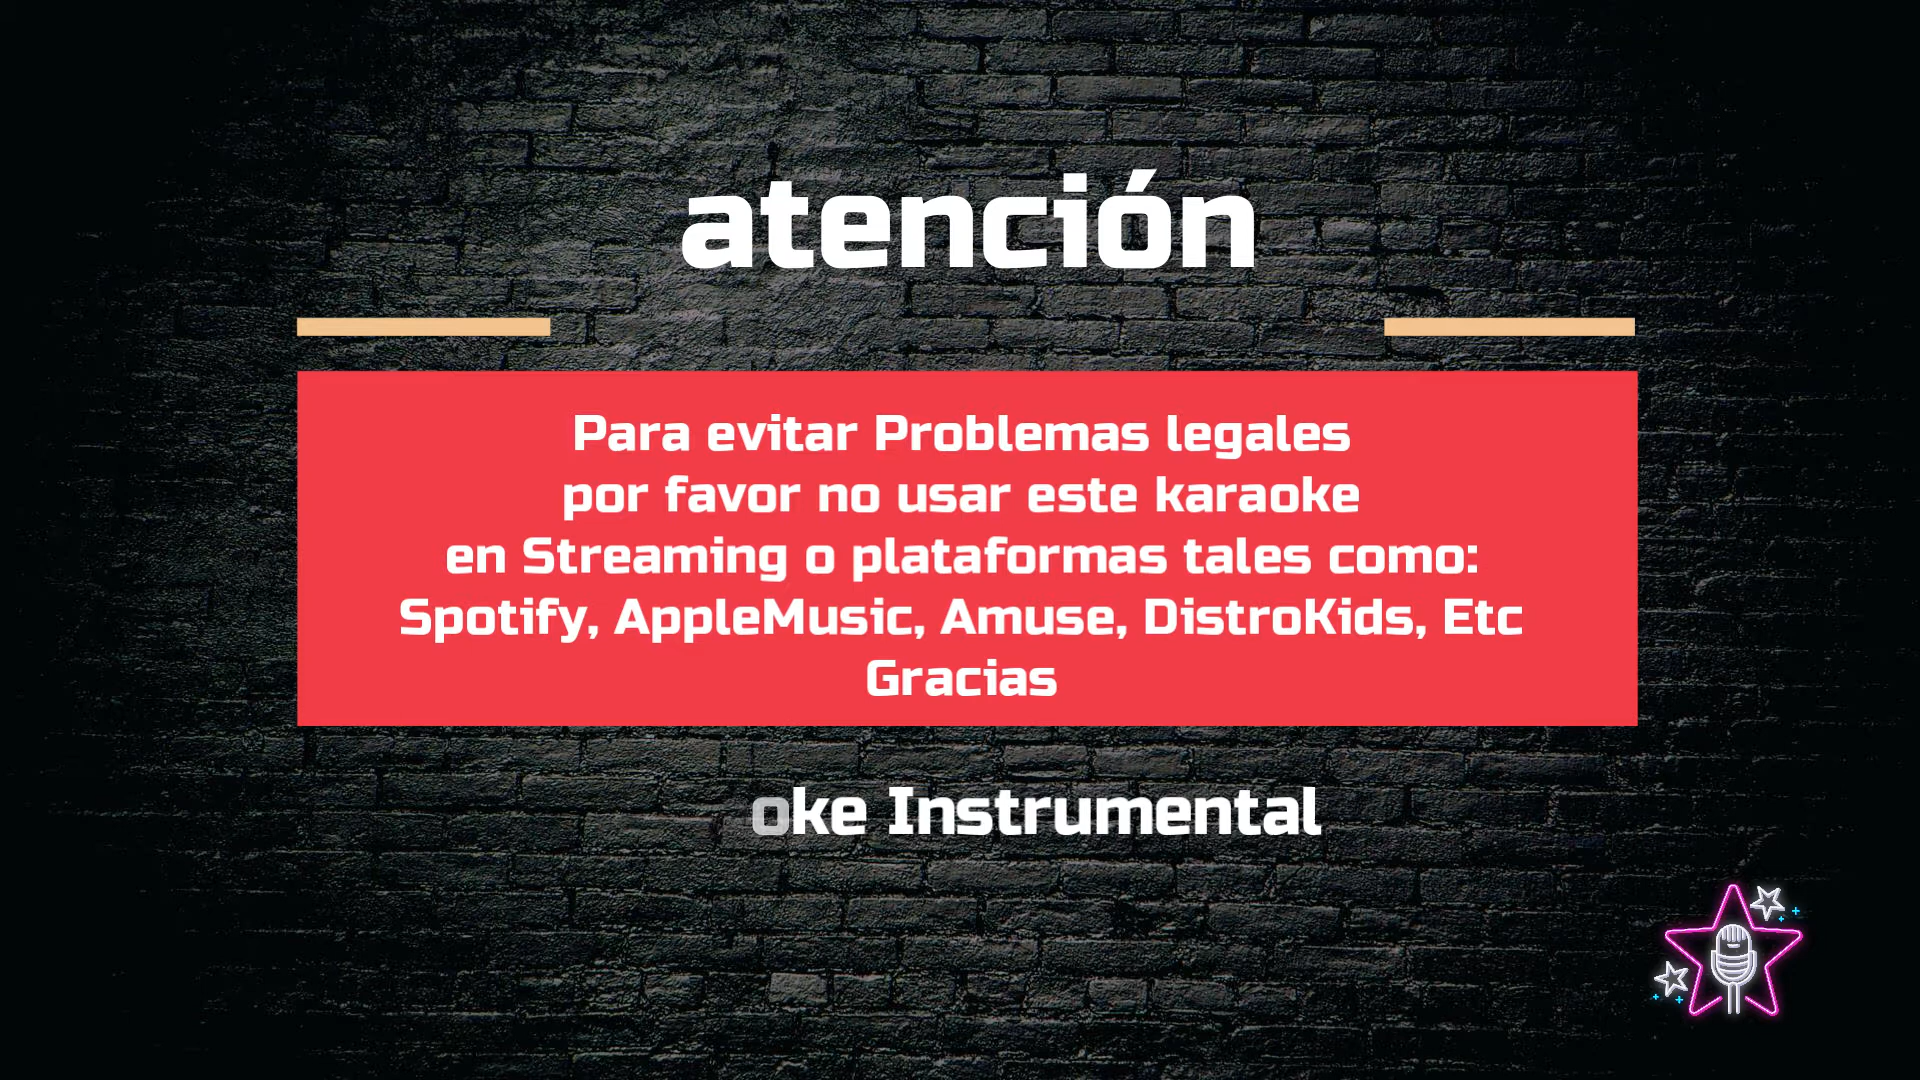 atención
Para evitar Problemas legales
por favor no usar este karaoke
en Streaming o plataformas tales como:
Spotify, AppleMusic, Amuse, DistroKids, Etc
Gracias
oke Instrumental